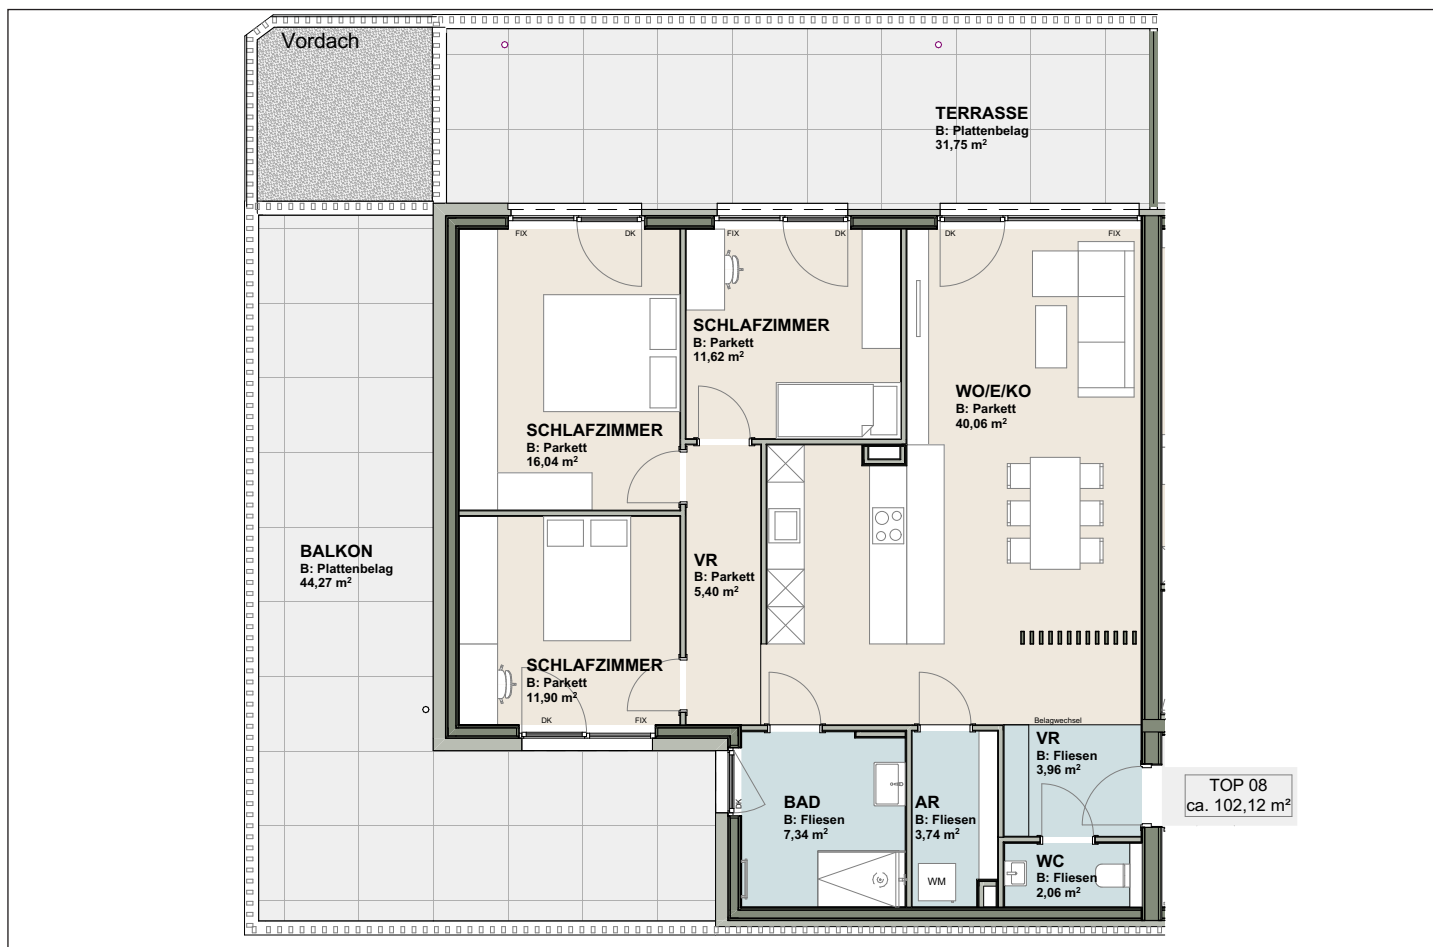 Vordach
TERRASSE
B: Plattenbelag
31,75 m²
FIX
DK
FIX
DK
DK
FIX
SCHLAFZIMMER
B: Parkett
11,62 m²
WO/E/KO
B: Parkett
40,06 m²
SCHLAFZIMMER
B: Parkett
16,04 m²
BALKON
B: Plattenbelag
44,27 m²
VR
B: Parkett
5,40 m²
SCHLAFZIMMER
B: Parkett
11,90 m²
DK
FIX
Belagwechsel
VR
B: Fliesen
3,96 m²
TOP 08
ca. 102,12 m²
DK
BAD
B: Fliesen
7,34 m²
AR
B: Fliesen
3,74 m²
WM
WC
B: Fliesen
2,06 m²